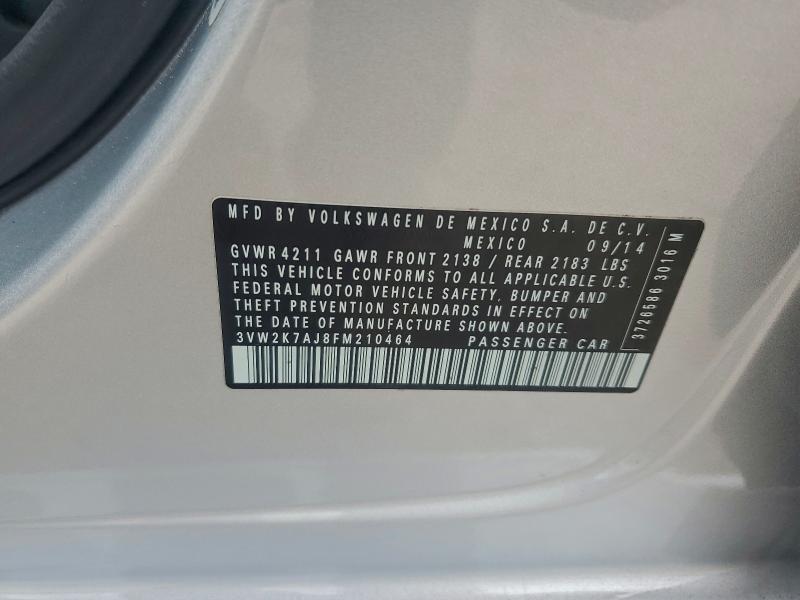 MFD BY VOLKSWAGEN DE MEXICO S.A. DE C.V.
MEXICO 09/14
GVWR 4211 GAWR FRONT 2138 / REAR 2183 LBS
THIS VEHICLE CONFORMS TO ALL APPLICABLE U.S.
FEDERAL MOTOR VEHICLE SAFETY, BUMPER AND
THEFT PREVENTION STANDARDS IN EFFECT ON
THE DATE OF MANUFACTURE SHOWN ABOVE.
3VW2K7AJ8FM210464 PASSENGER CAR
3726586 3016 M